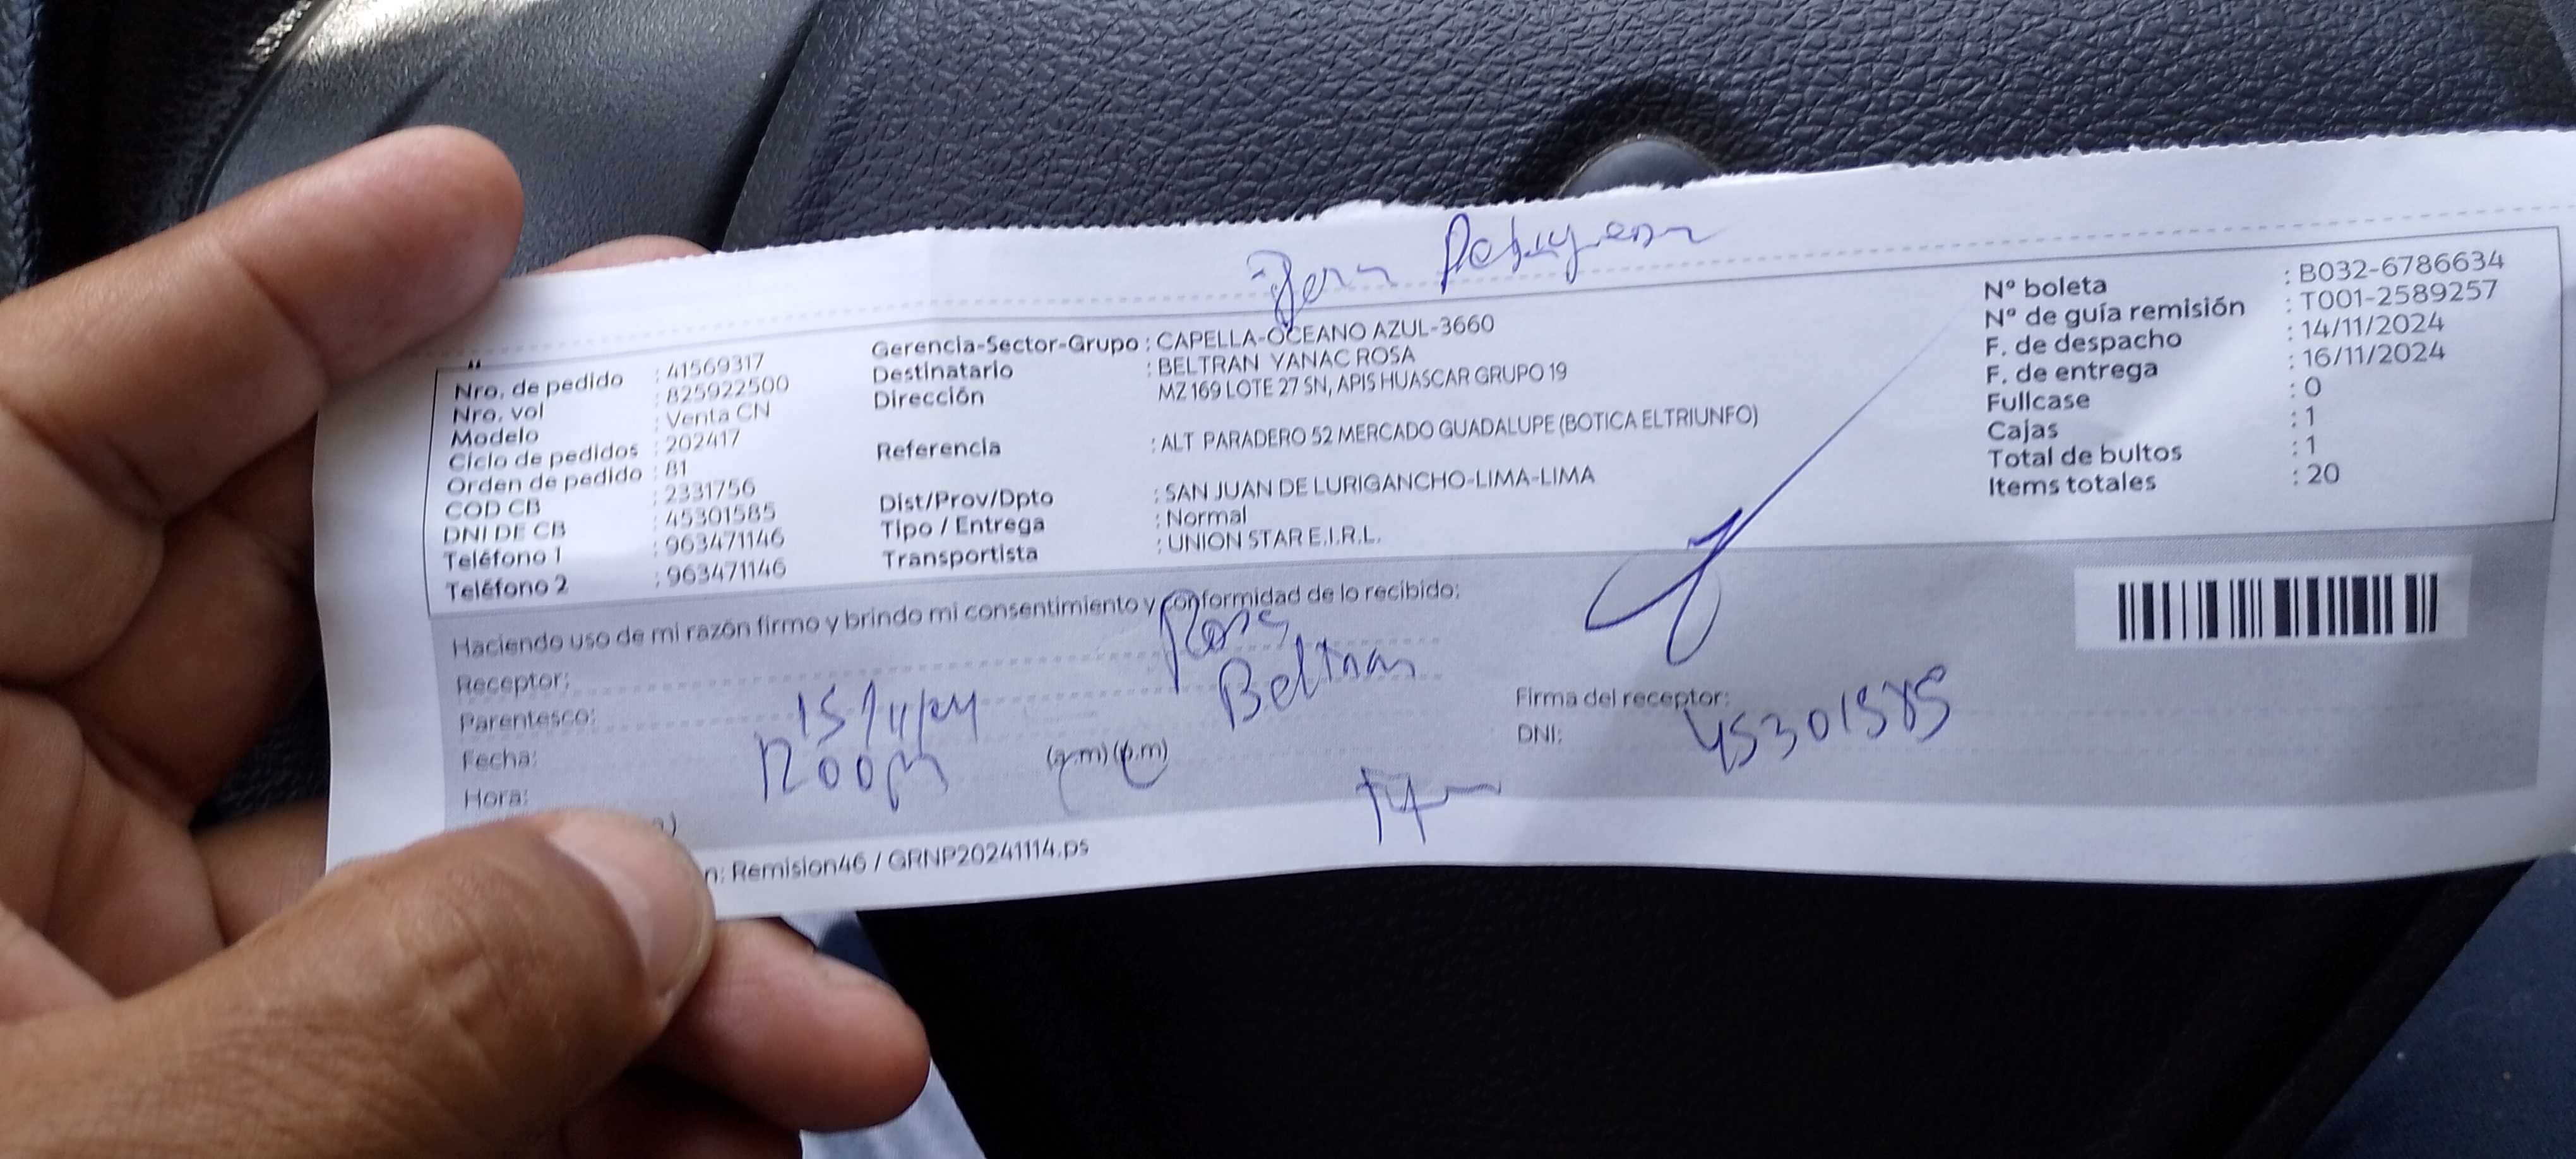 Nro. de pedido : 41569317
Nro. vol : 825922500
Modelo : Venta CN
Ciclo de pedidos : 202417
Orden de pedido : 81
COD CB : 2331756
DNI DE CB : 45301585
Teléfono 1 : 963471146
Teléfono 2 : 963471146
Gerencia-Sector-Grupo : CAPELLA-OCEANO AZUL-3660
Destinatario : BELTRAN YANAC ROSA
Dirección MZ 169 LOTE 27 SN, APIS HUASCAR GRUPO 19
Referencia : ALT PARADERO 52 MERCADO GUADALUPE (BOTICA ELTRIUNFO)
Dist/Prov/Dpto : SAN JUAN DE LURIGANCHO-LIMA-LIMA
Tipo / Entrega : Normal
Transportista : UNION STAR E.I.R.L.
Nº boleta : B032-6786634
Nº de guía remisión : T001-2589257
F. de despacho : 14/11/2024
F. de entrega : 16/11/2024
Fullcase : 0
Cajas : 1
Total de bultos : 1
Items totales : 20
Haciendo uso de mi razón firmo y brindo mi consentimiento y conformidad de lo recibido:
Receptor: Rosa
Beltran
Parentesco:
Fecha: 15/11/24
Hora: 1200 (a.m) (p.m)
Firma del receptor:
DNI: 45301585
n: Remision46 / GRNP20241114.ps